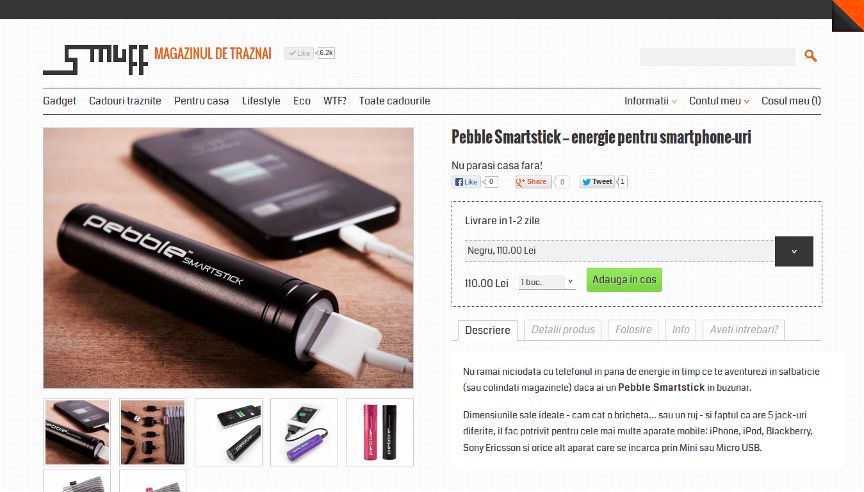 Stuff
MAGAZINUL DE TRAZNAI
Like 6.2k
Gadget Cadouri traznite Pentru casa Lifestyle Eco WTF? Toate cadourile
Informatii Contul meu Cosul meu (1)
pebble™
SMARTSTICK
Pebble Smartstick – energie pentru smartphone-uri
Nu parasi casa fara!
Like 0 Share 0 Tweet 1
Livrare in 1-2 zile
Negru, 110.00 Lei
110.00 Lei 1 buc. Adauga in cos
Descriere Detalii produs Folosire Info Aveti intrebari?
Nu ramai niciodata cu telefonul in pana de energie in timp ce te aventurezi in salbaticie
(sau colindati magazinele) daca ai un Pebble Smartstick in buzunar.
Dimensiunile sale ideale - cam cat o bricheta... sau un ruj - si faptul ca are 5 jack-uri
diferite, il fac potrivit pentru cele mai multe aparate mobile: iPhone, iPod, Blackberry,
Sony Ericsson si orice alt aparat care se incarca prin Mini sau Micro USB.